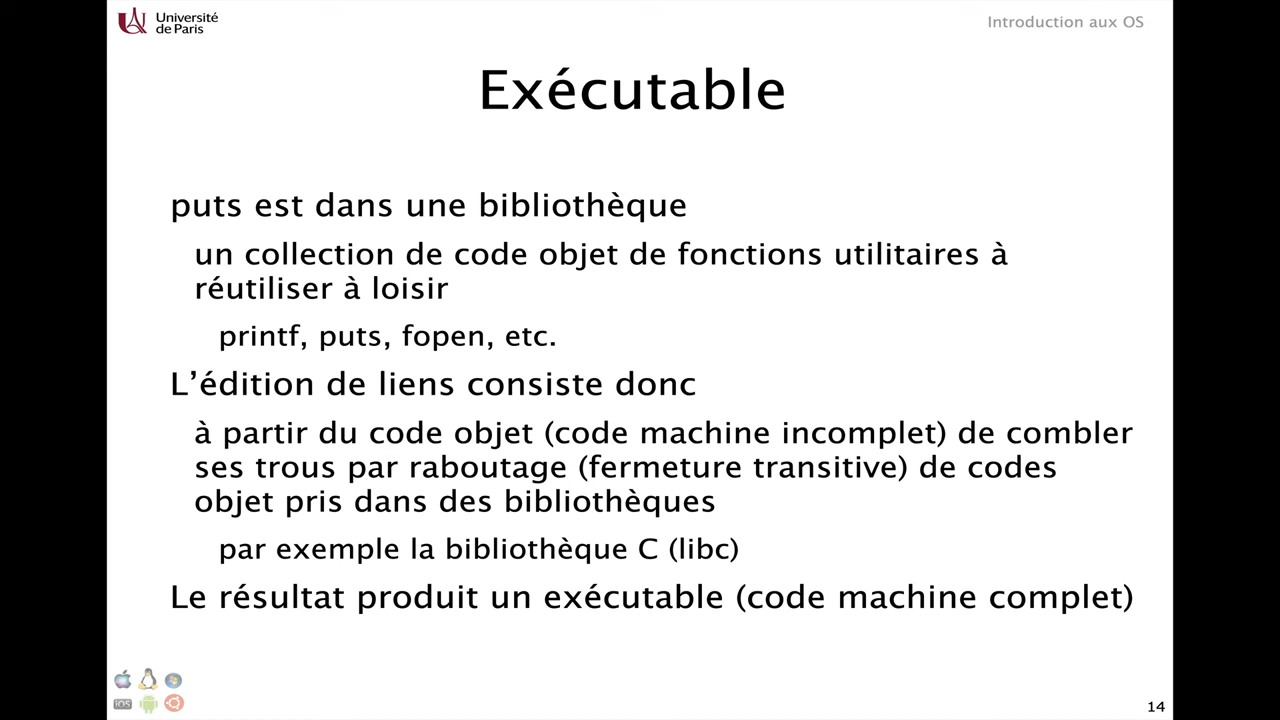 Université
de Paris
Introduction aux OS
Exécutable
puts est dans une bibliothèque
un collection de code objet de fonctions utilitaires à
réutiliser à loisir
printf, puts, fopen, etc.
L’édition de liens consiste donc
à partir du code objet (code machine incomplet) de combler
ses trous par raboutage (fermeture transitive) de codes
objet pris dans des bibliothèques
par exemple la bibliothèque C (libc)
Le résultat produit un exécutable (code machine complet)
iOS
14